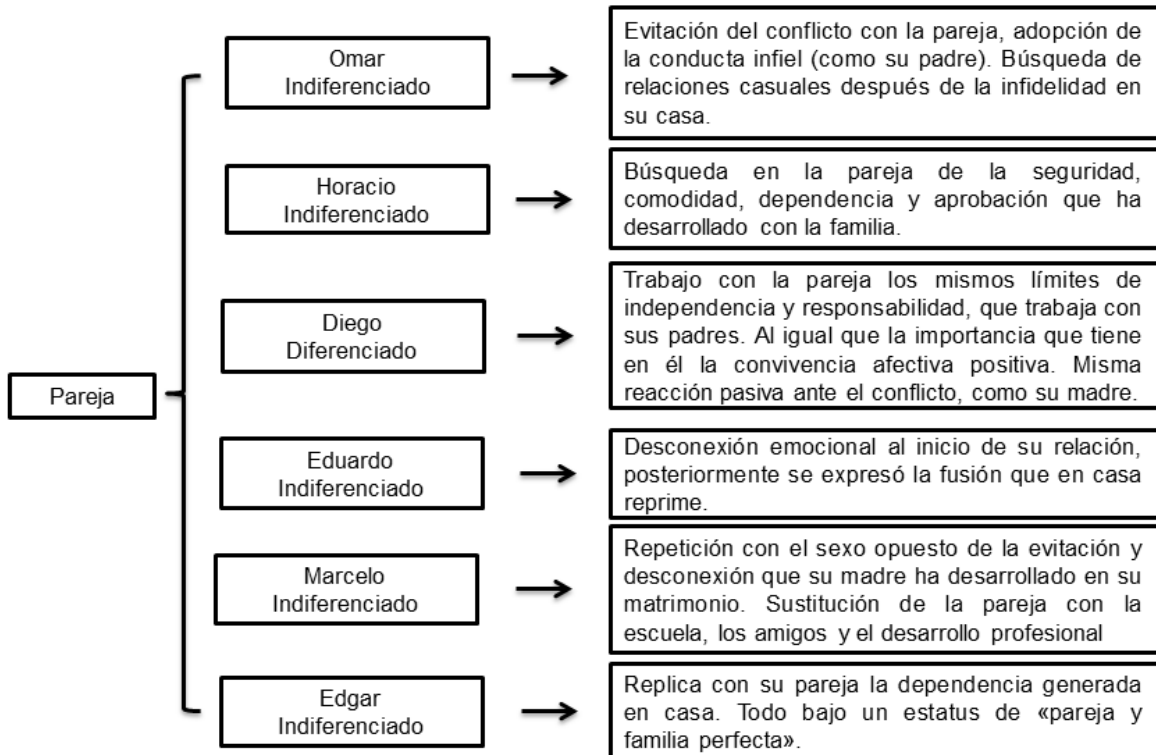 Pareja
Omar
Indiferenciado
Evitación del conflicto con la pareja, adopción de
la conducta infiel (como su padre). Búsqueda de
relaciones casuales después de la infidelidad en
su casa.
Horacio
Indiferenciado
Búsqueda en la pareja de la seguridad,
comodidad, dependencia y aprobación que ha
desarrollado con la familia.
Diego
Diferenciado
Trabajo con la pareja los mismos límites de
independencia y responsabilidad, que trabaja con
sus padres. Al igual que la importancia que tiene
en él la convivencia afectiva positiva. Misma
reacción pasiva ante el conflicto, como su madre.
Eduardo
Indiferenciado
Desconexión emocional al inicio de su relación,
posteriormente se expresó la fusión que en casa
reprime.
Marcelo
Indiferenciado
Repetición con el sexo opuesto de la evitación y
desconexión que su madre ha desarrollado en su
matrimonio. Sustitución de la pareja con la
escuela, los amigos y el desarrollo profesional
Edgar
Indiferenciado
Replica con su pareja la dependencia generada
en casa. Todo bajo un estatus de «pareja y
familia perfecta».